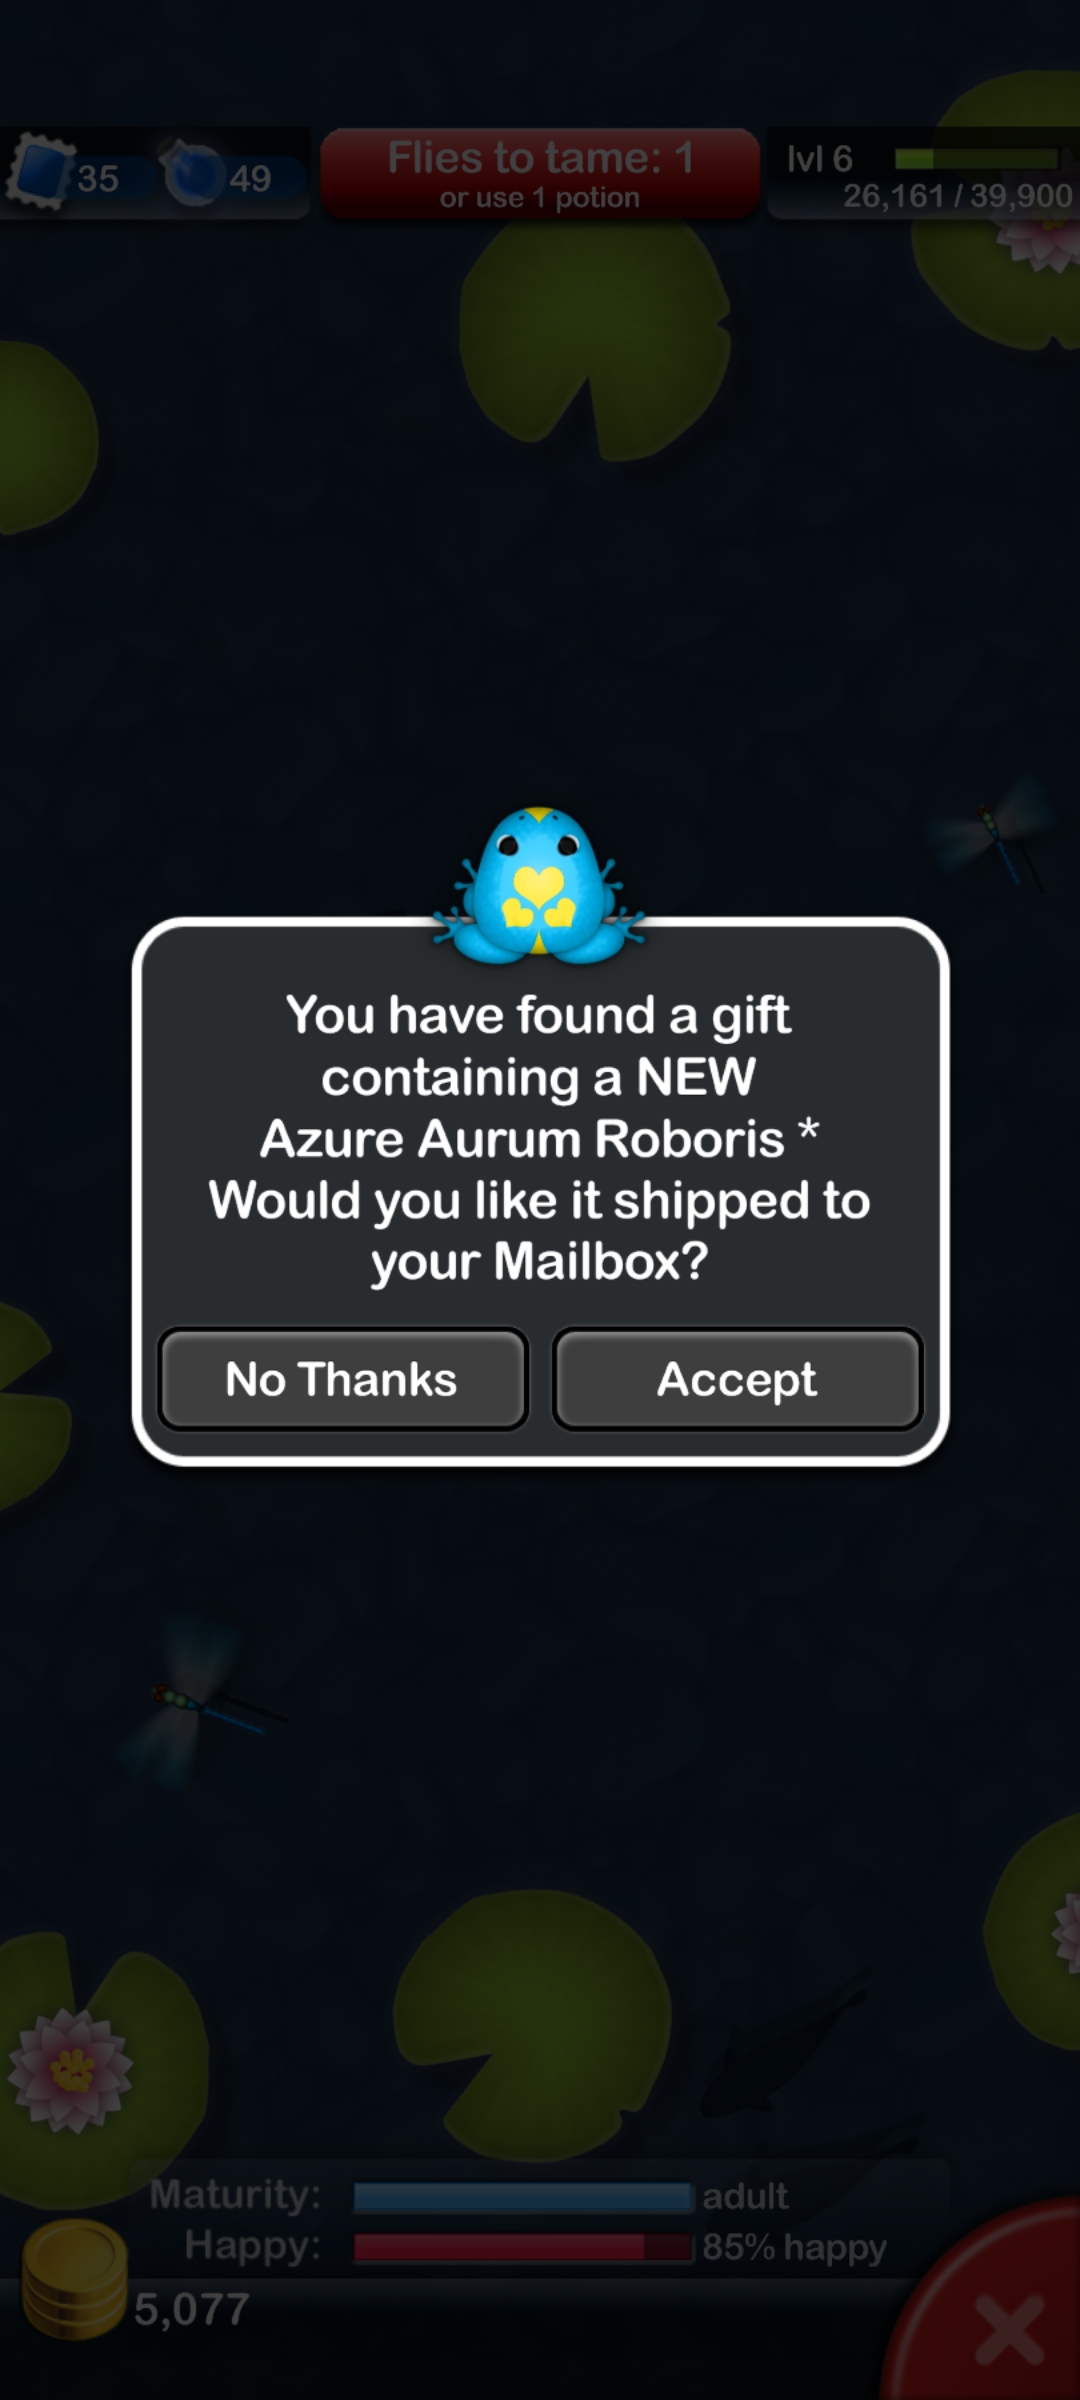 35
49
Flies to tame: 1
or use 1 potion
lvl 6
26,161 / 39,900
You have found a gift
containing a NEW
Azure Aurum Roboris *
Would you like it shipped to
your Mailbox?
No Thanks
Accept
Maturity:
adult
Happy:
85% happy
5,077